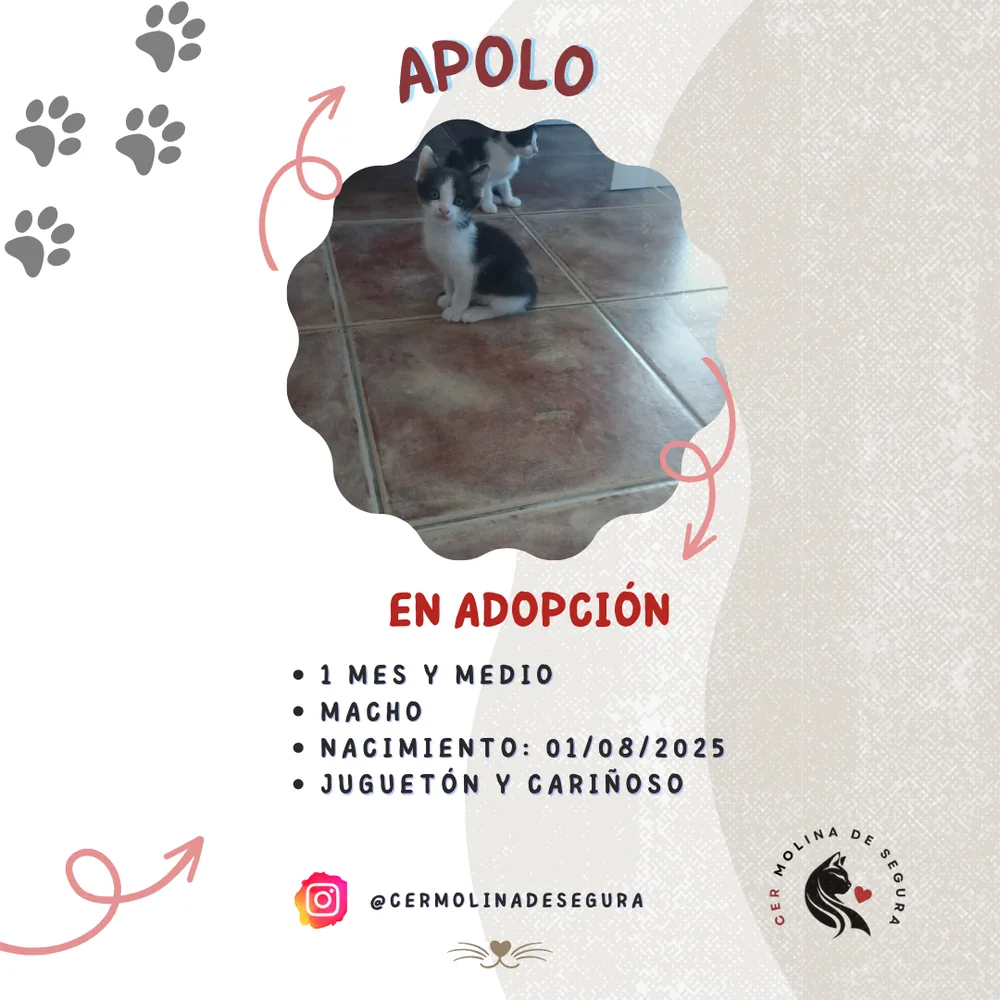 APOLO
EN ADOPCIÓN
1 MES Y MEDIO
MACHO
NACIMIENTO: 01/08/2025
JUGUETÓN Y CARIÑOSO
@CERMOLINADESEGURA
CER MOLINA DE SEGURA